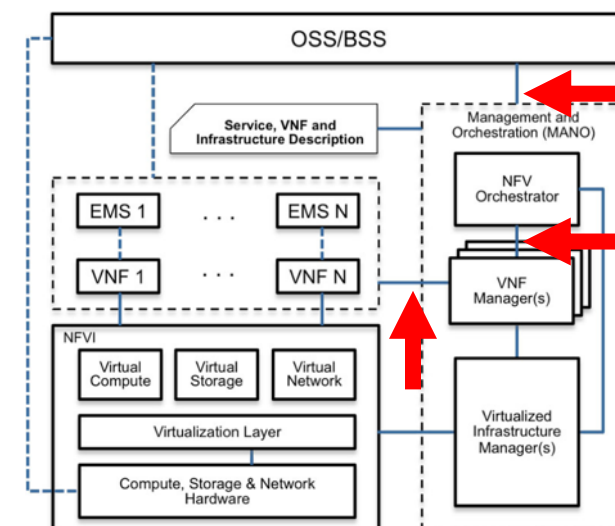 OSS/BSS
Service, VNF and
Infrastructure Description
Management and
Orchestration (MANO)
NFV
Orchestrator
EMS 1
. . .
EMS N
VNF 1
. . .
VNF N
VNF
Manager(s)
NFVI
Virtual
Compute
Virtual
Storage
Virtual
Network
Virtualization Layer
Virtualized
Infrastructure
Manager(s)
Compute, Storage & Network
Hardware